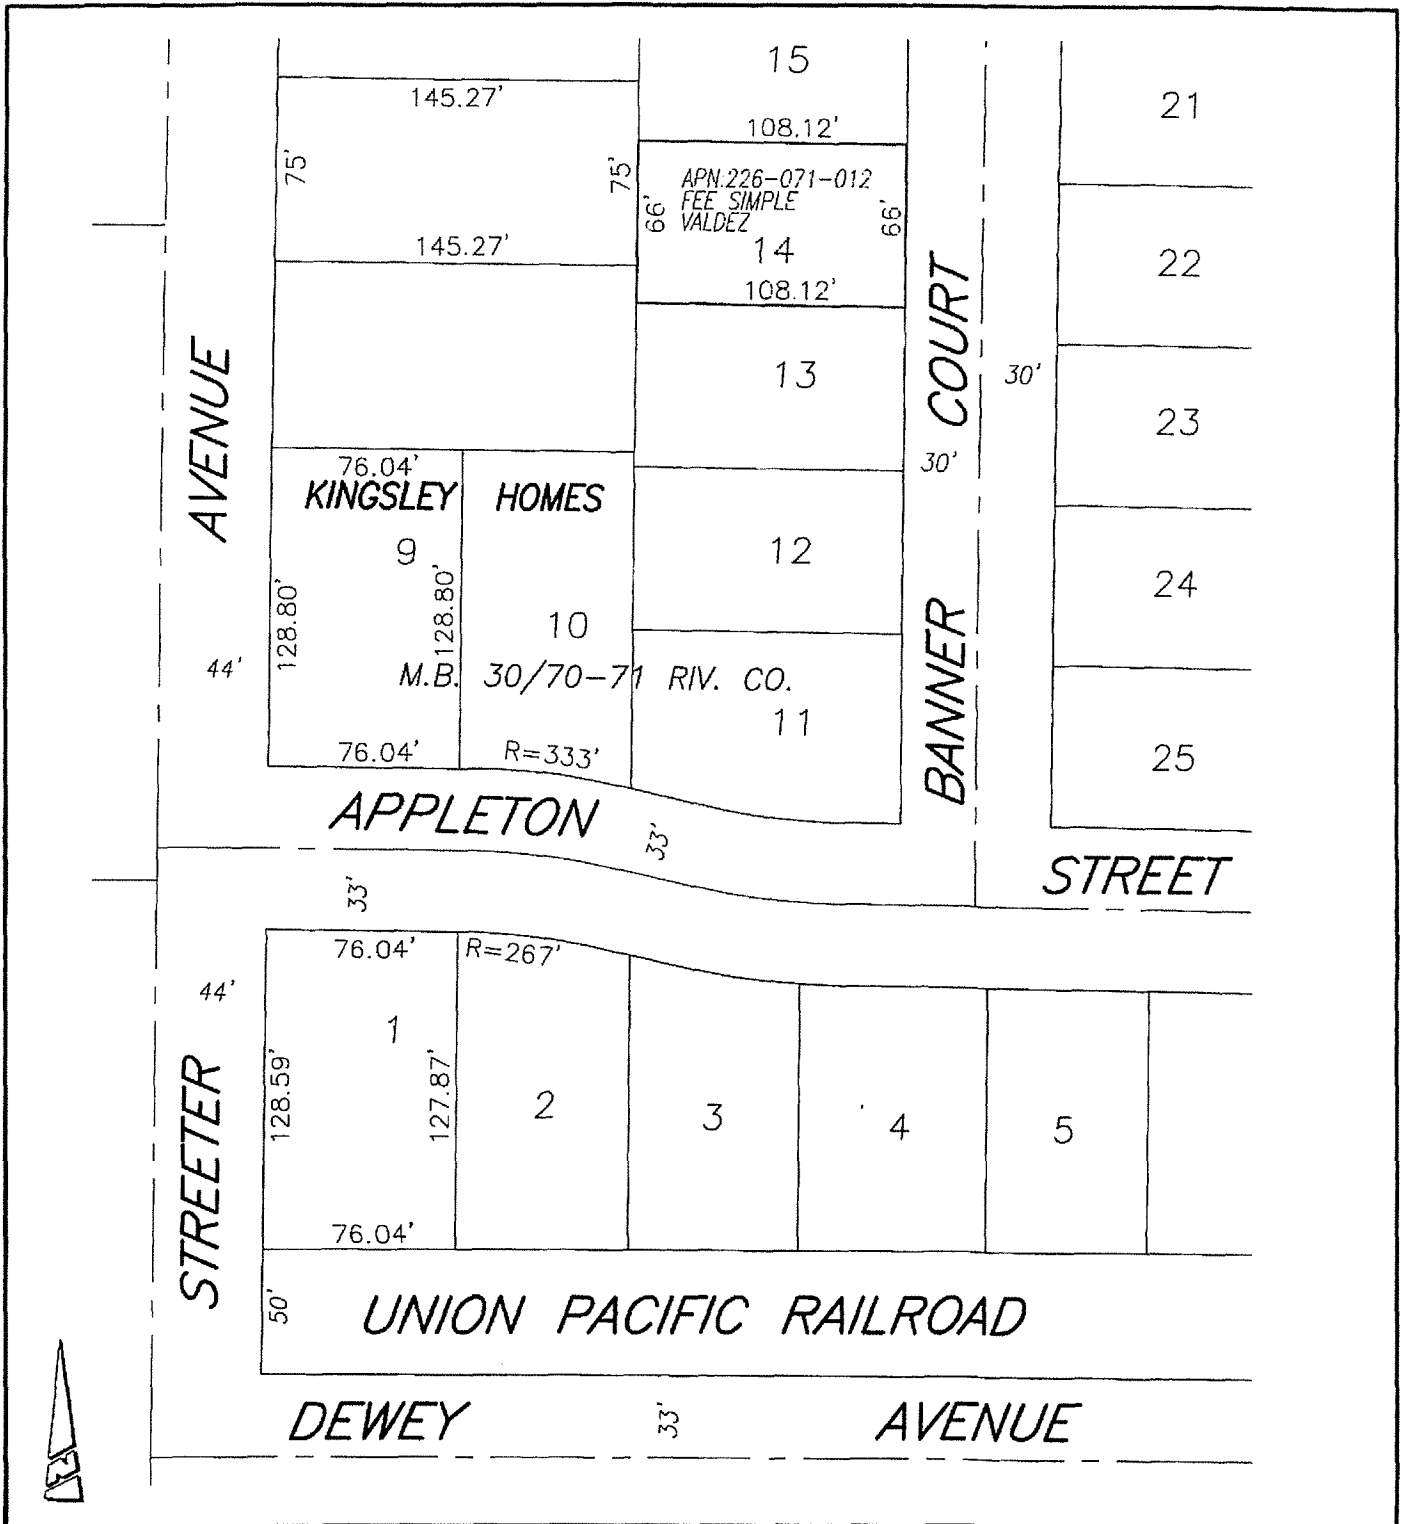 15
145.27'
21
108.12'
75'
75'
APN.226-071-012
FEE SIMPLE
VALDEZ
66'
66'
14
145.27'
22
108.12'
AVENUE
COURT
13
30'
23
76.04'
30'
KINGSLEY HOMES
9
12
128.80'
128.80'
24
10
44'
M.B. 30/70-71 RIV. CO.
11
BANNER
76.04'
R=333'
25
APPLETON
33'
STREET
33'
76.04'
R=267'
44'
1
STREETER
128.59'
127.87'
2
3
4
5
76.04'
50'
UNION PACIFIC RAILROAD
DEWEY
33'
AVENUE
N